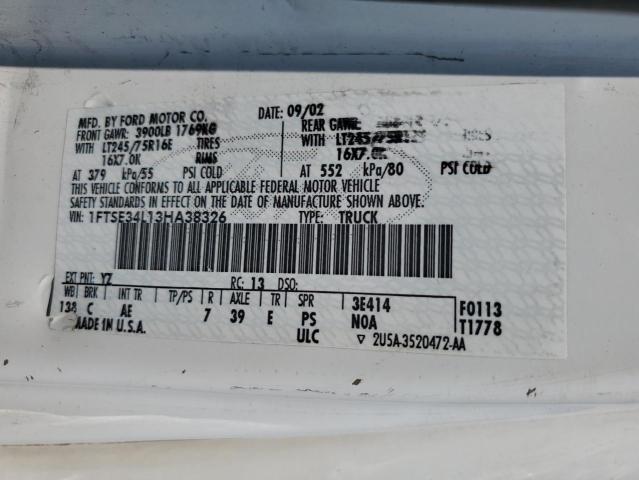 MFD. BY FORD MOTOR CO. DATE: 09/02
FRONT GAWR: 3900LB 1769KG REAR GAWR:
WITH LT245/75R16E TIRES WITH LT245/75R16E TIRES
16X7.0K RIMS 16X7.0K
AT 379 kPa/55 PSI COLD AT 552 kPa/80 PSI COLD
THIS VEHICLE CONFORMS TO ALL APPLICABLE FEDERAL MOTOR VEHICLE
SAFETY STANDARDS IN EFFECT ON THE DATE OF MANUFACTURE SHOWN ABOVE.
VIN: 1FTSE34L13HA38326 TYPE: TRUCK
EXT PNT: YZ RC: 13 DSO:
WB BRK INT TR TP/PS R AXLE TR SPR 3E414 F0113
138 C AE 7 39 E PS N0A T1778
MADE IN U.S.A. ULC ▽ 2U5A-3520472-AA